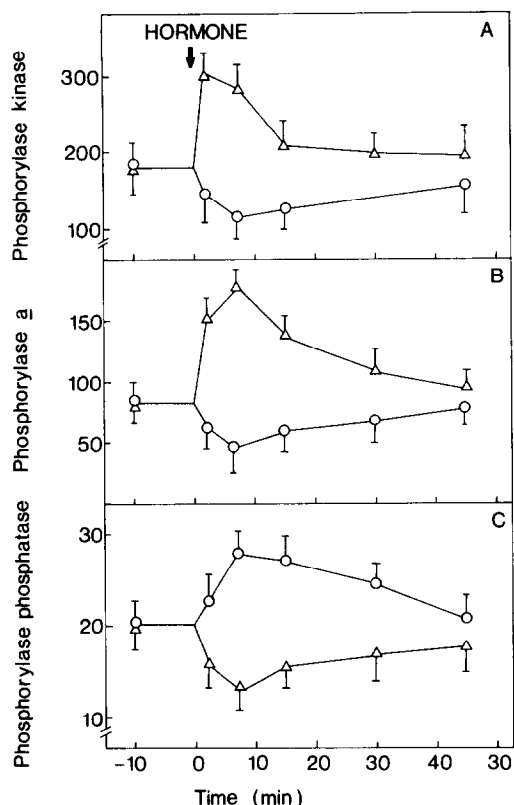 HORMONE
A
Phosphorylase kinase
300
200
100
B
Phosphorylase a
150
100
50
C
Phosphorylase phosphatase
30
20
10
-10 0 10 20 30 40 50
Time (min)